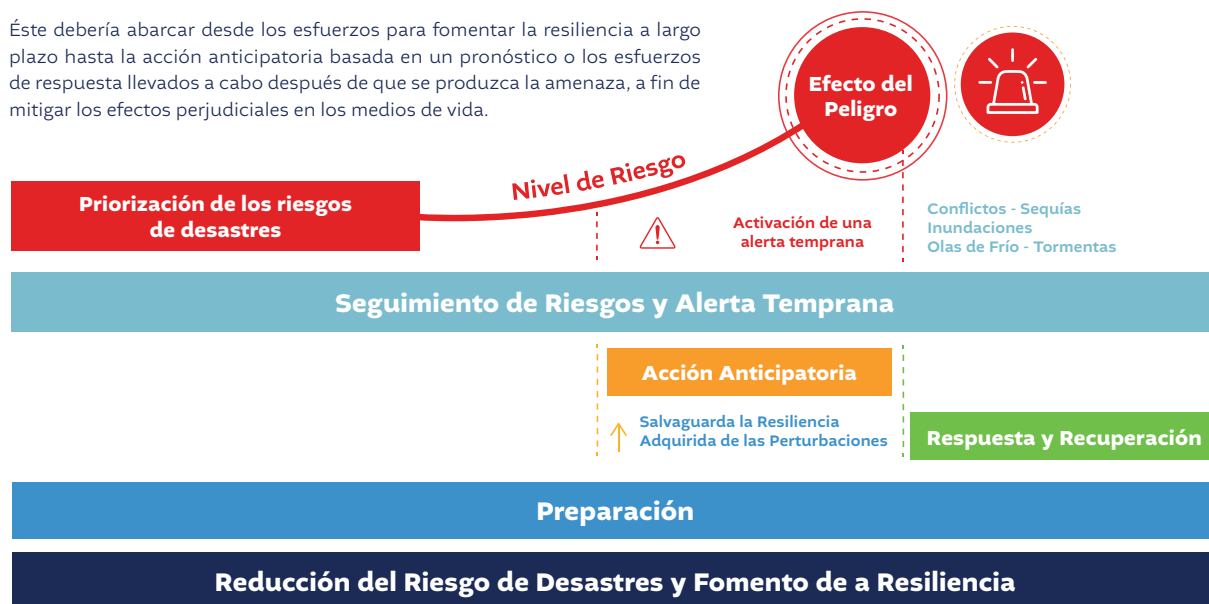 Éste debería abarcar desde los esfuerzos para fomentar la resiliencia a largo
plazo hasta la acción anticipatoria basada en un pronóstico o los esfuerzos
de respuesta llevados a cabo después de que se produzca la amenaza, a fin de
mitigar los efectos perjudiciales en los medios de vida.
Efecto del
Peligro
Nivel de Riesgo
Priorización de los riesgos
de desastres
Activación de una
alerta temprana
Conflictos - Sequías
Inundaciones
Olas de Frío - Tormentas
Seguimiento de Riesgos y Alerta Temprana
Acción Anticipatoria
Salvaguarda la Resiliencia
Adquirida de las Perturbaciones
Respuesta y Recuperación
Preparación
Reducción del Riesgo de Desastres y Fomento de a Resiliencia